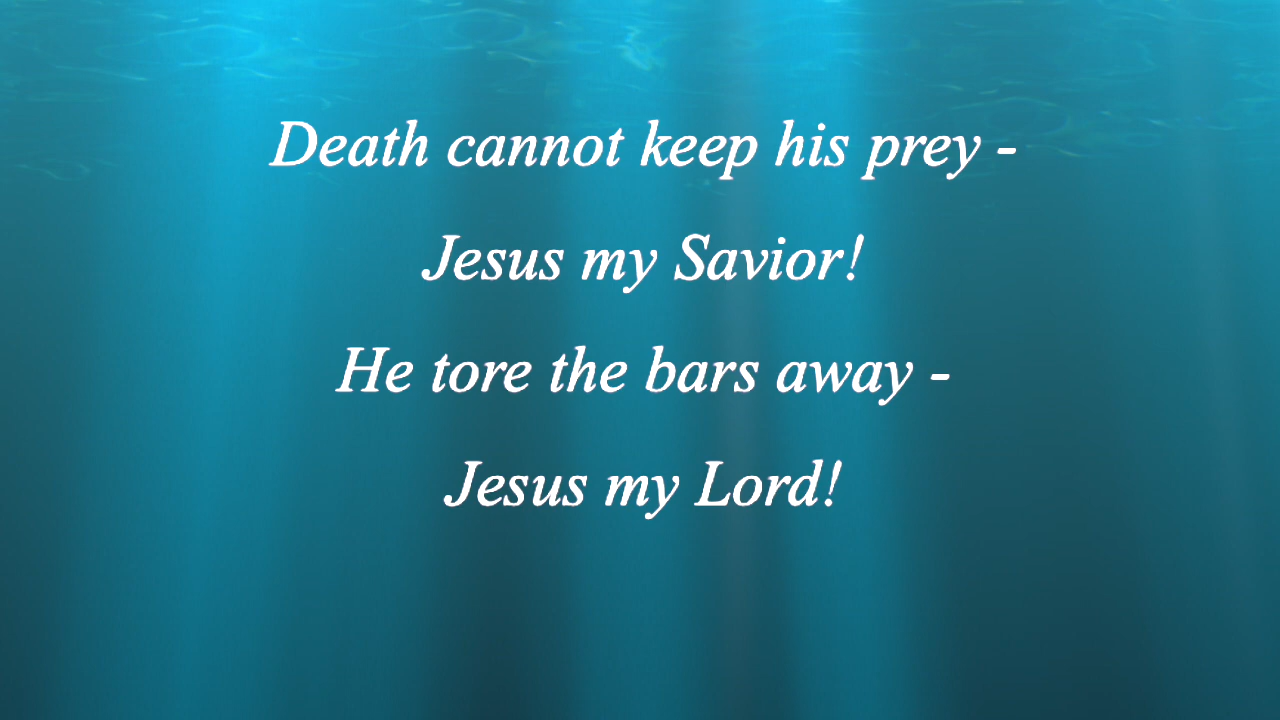 Death cannot keep his prey -
Jesus my Savior!
He tore the bars away -
Jesus my Lord!